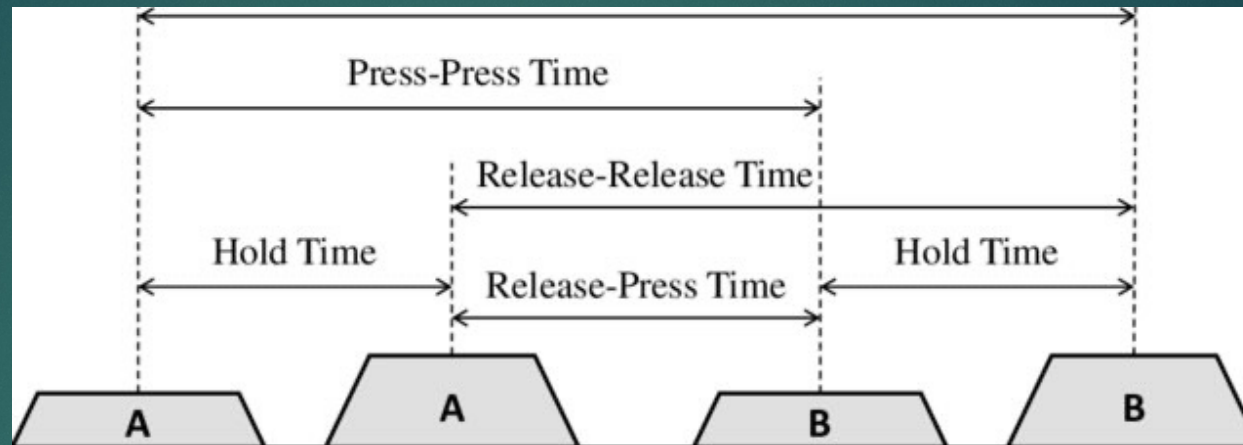 Press-Press Time
Release-Release Time
Hold Time
Hold Time
Release-Press Time
A
A
B
B